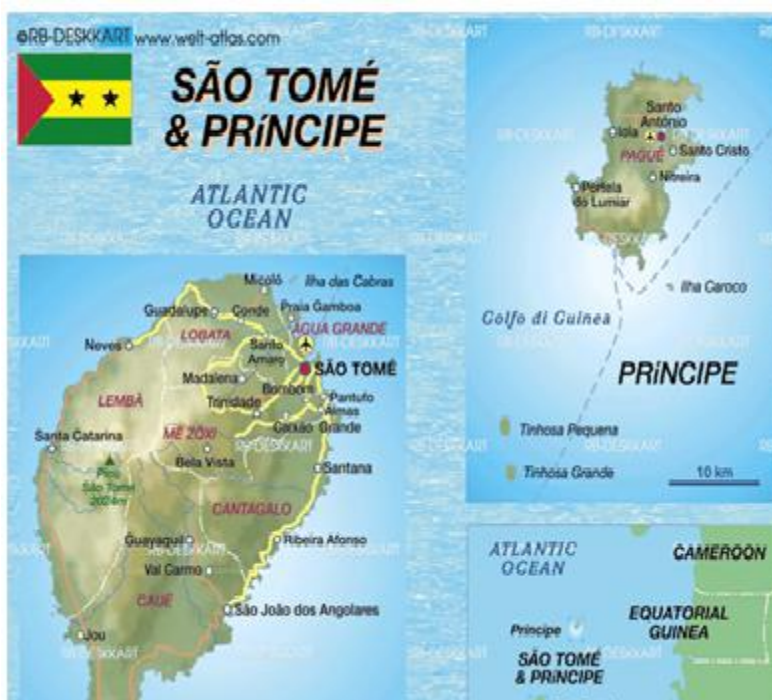 ©RB-DESKKART www.welt-atlas.com
SÃO TOMÉ
& PRíNCIPE
ATLANTIC
OCEAN
Micoló
Ilha das Cabras
Guadalupe
Conde
Praia Gamboa
ÁGUA GRANDE
LOBATA
Neves
Santo
Amaro
SÃO TOMÉ
Madalena
Bombom
Pantufo
LEMBÁ
Trinidade
Almas
Caixão Grande
MÉ ZÓXI
Santa Catarina
Bela Vista
Pico
São Tomé
2024m
Santana
CANTAGALO
Guayaquil
Ribeira Afonso
Val Carmo
CAUÉ
São João dos Angolares
Jou
Santo
António
Iola
PAGUÉ
Santo Cristo
Nitreira
Portela
do Lumiar
Ilha Caroco
Golfo di Guinea
PRíNCIPE
Tinhosa Pequena
Tinhosa Grande
10 km
ATLANTIC
OCEAN
CAMEROON
EQUATORIAL
GUINEA
Principe
SÃO TOMÉ
& PRíNCIPE